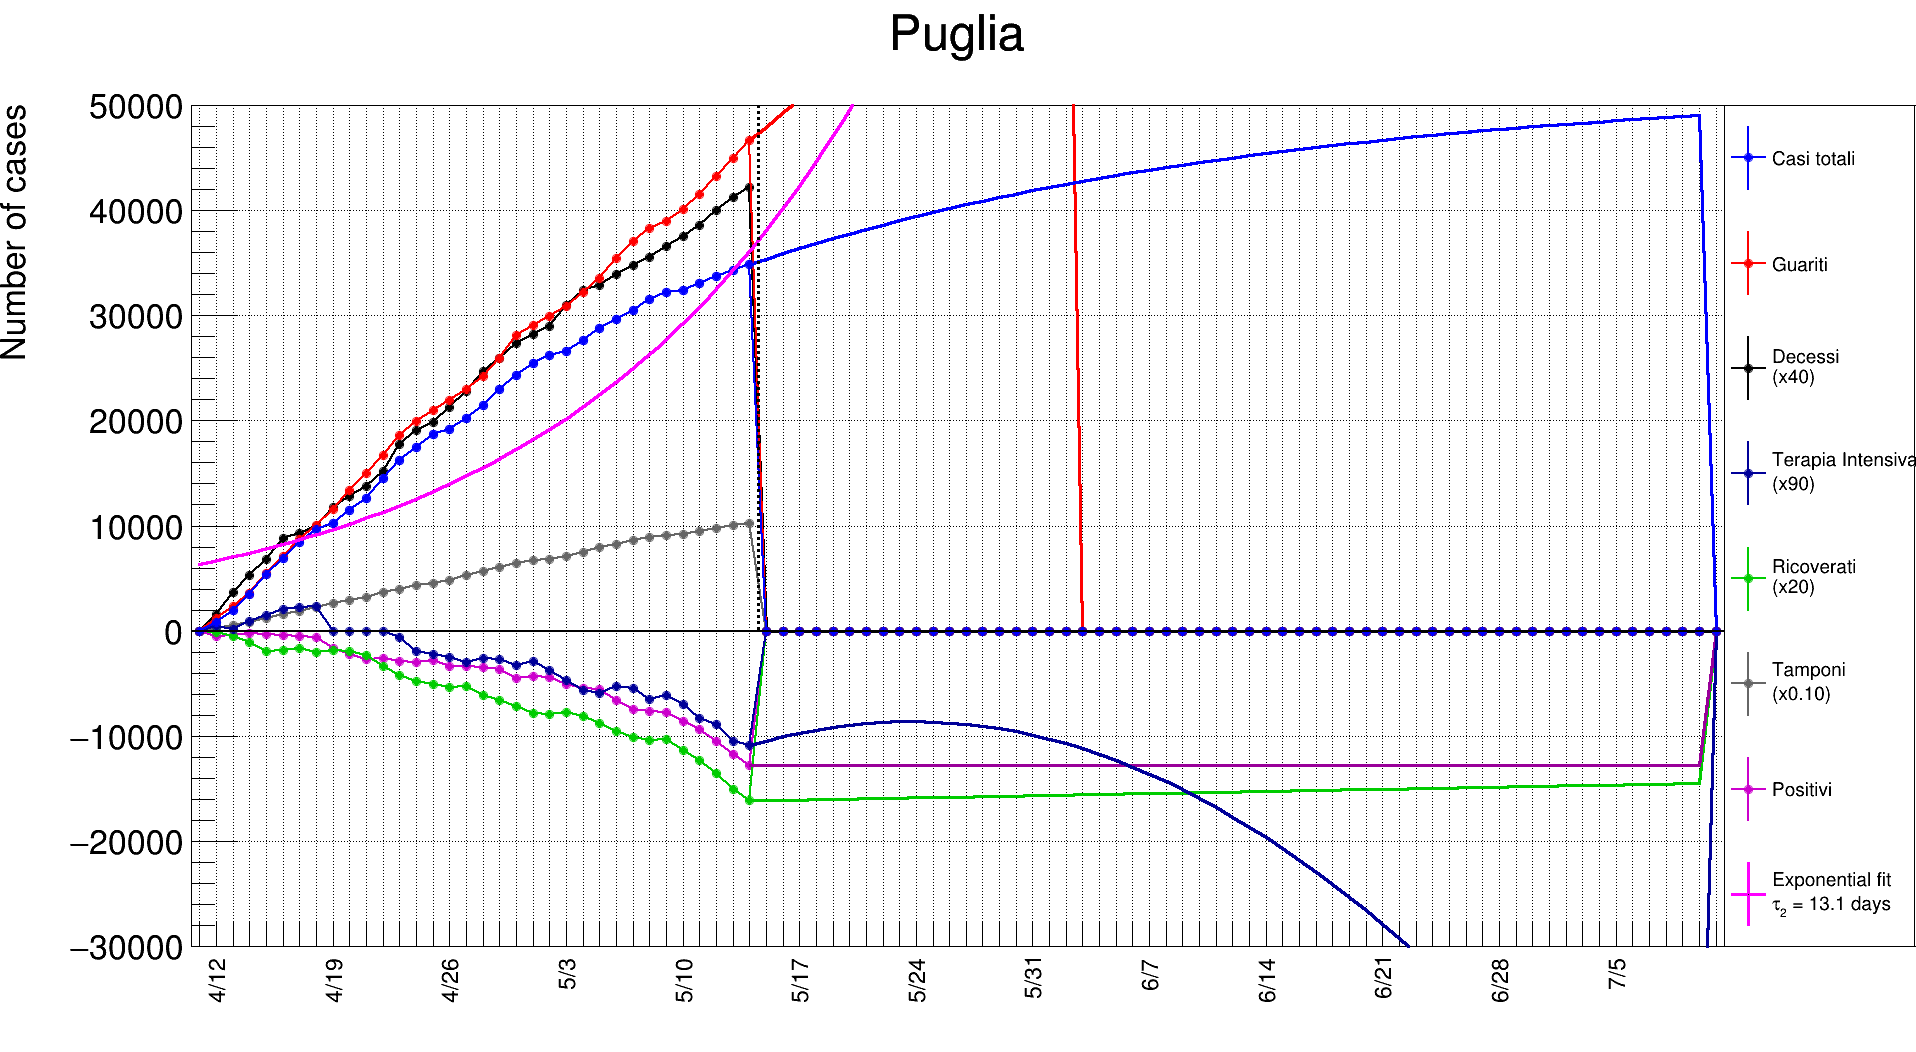 Puglia
Number of cases
50000
40000
30000
20000
10000
0
−10000
−20000
−30000
4/12
4/19
4/26
5/3
5/10
5/17
5/24
5/31
6/7
6/14
6/21
6/28
7/5
Casi totali
Guariti
Decessi
(x40)
Terapia Intensiva
(x90)
Ricoverati
(x20)
Tamponi
(x0.10)
Positivi
Exponential fit
τ2 = 13.1 days